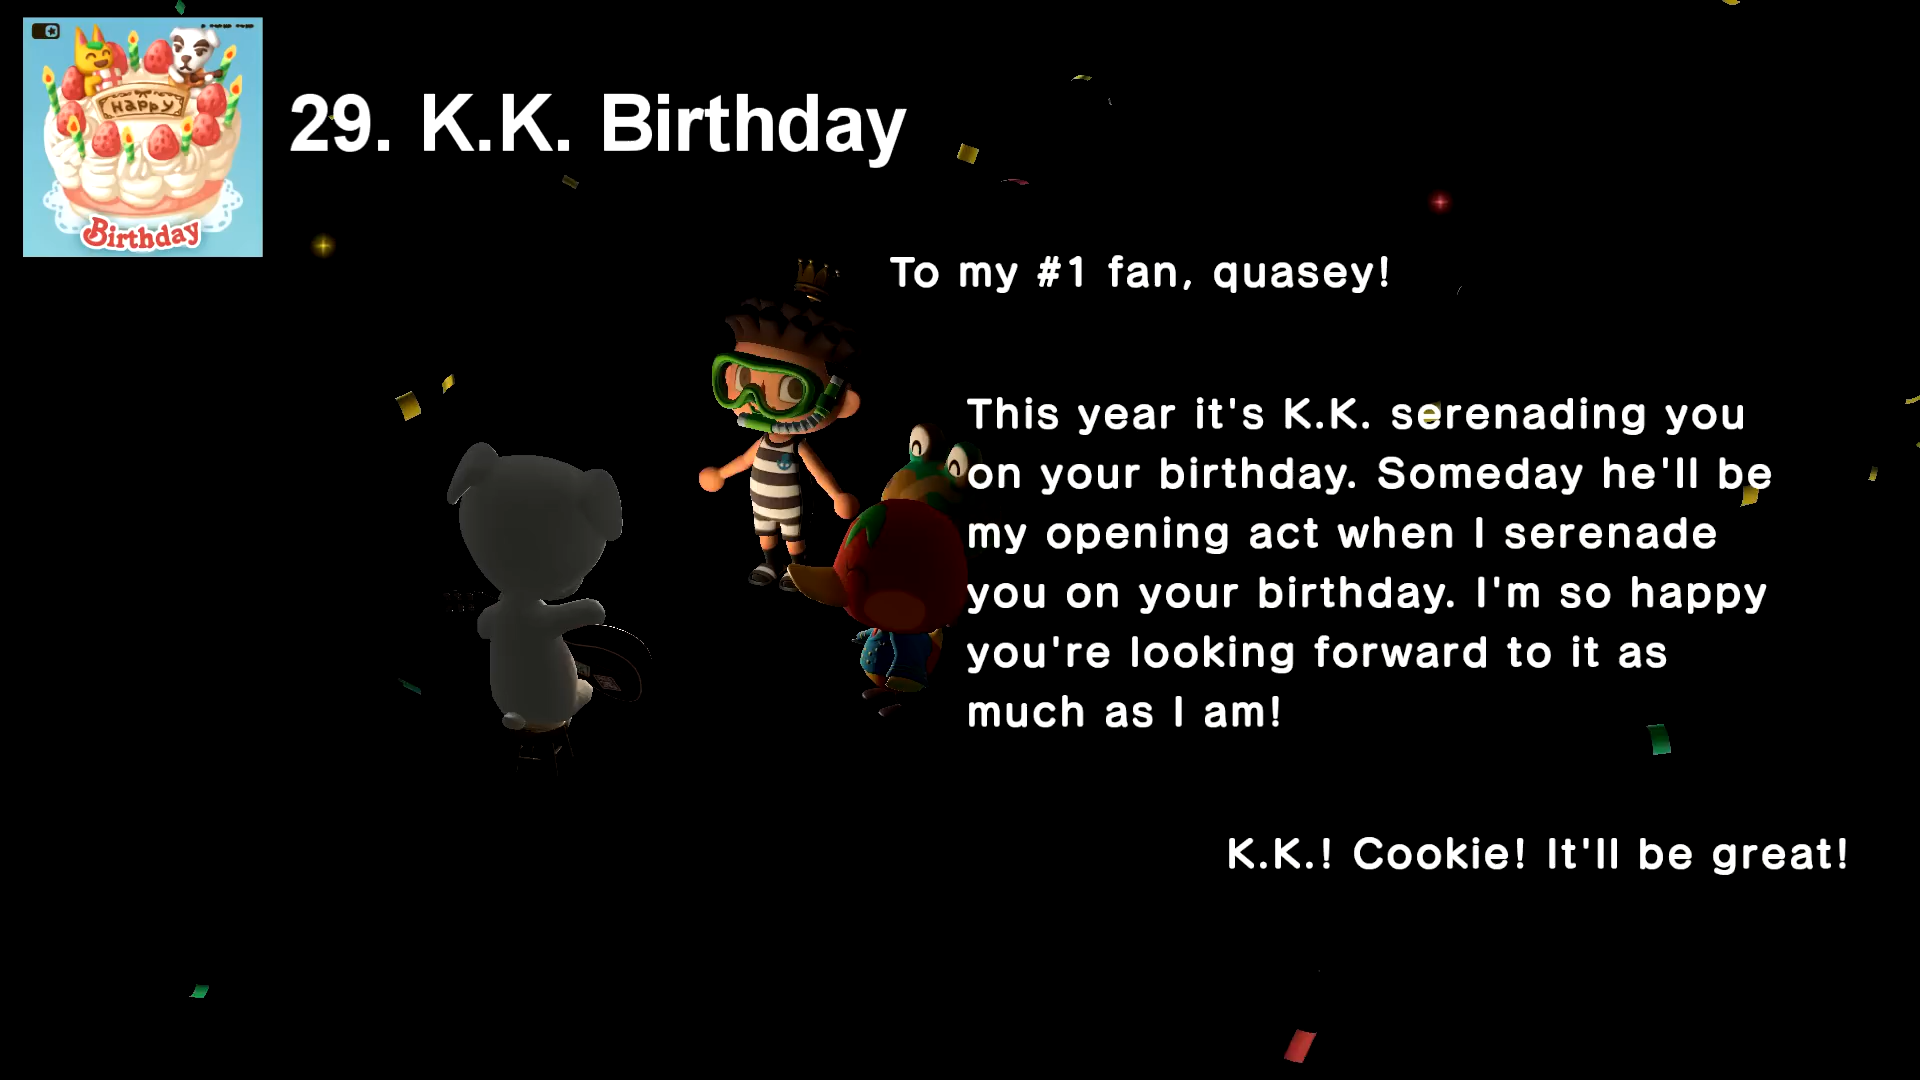 Happy
Birthday
29. K.K. Birthday
To my #1 fan, quasey!
This year it's K.K. serenading you
on your birthday. Someday he'll be
my opening act when I serenade
you on your birthday. I'm so happy
you're looking forward to it as
much as I am!
K.K.! Cookie! It'll be great!